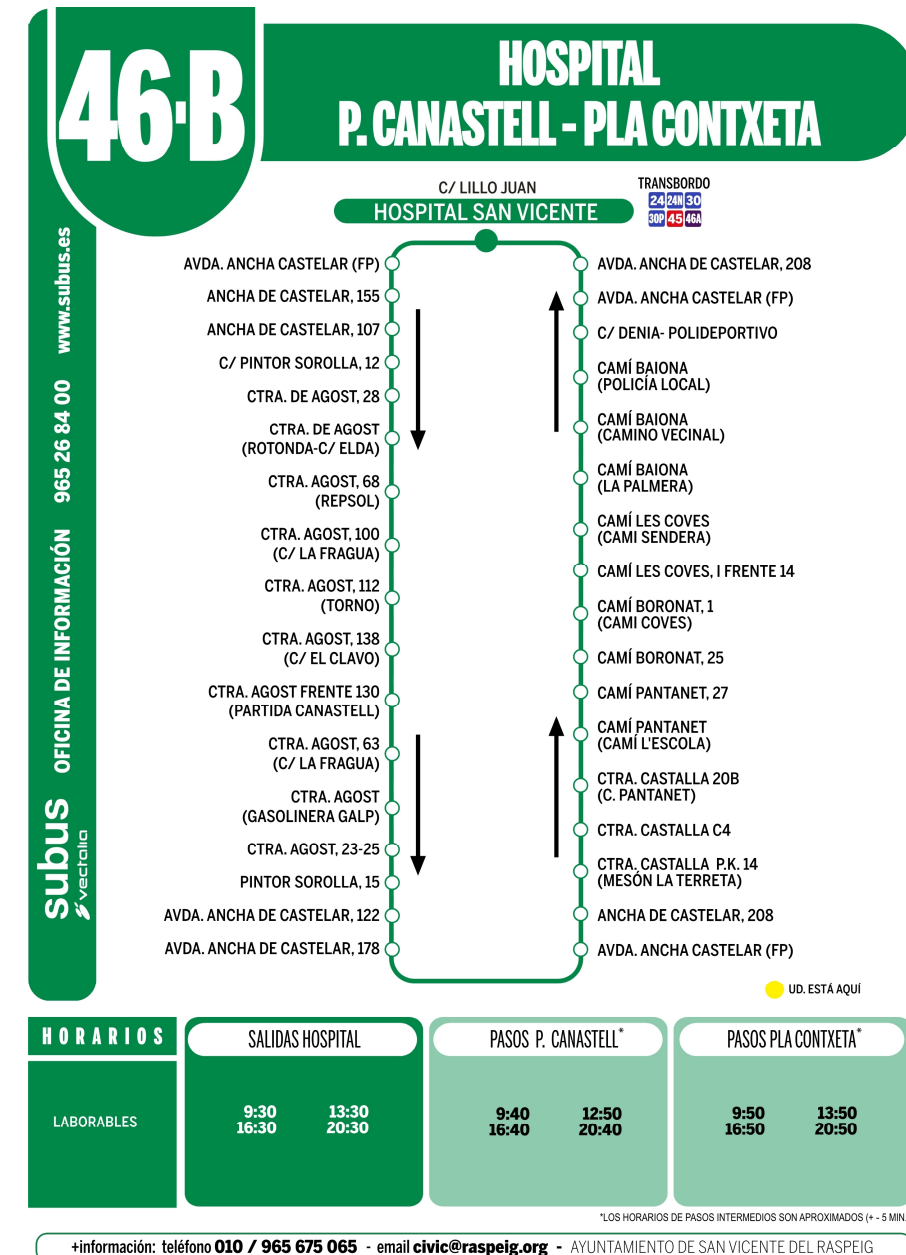 46·B
HOSPITAL
P. CANASTELL - PLA CONTXETA
C/ LILLO JUAN
HOSPITAL SAN VICENTE
TRANSBORDO
24 24N 30
30P 45 46A
AVDA. ANCHA CASTELAR (FP)
ANCHA DE CASTELAR, 155
ANCHA DE CASTELAR, 107
C/ PINTOR SOROLLA, 12
CTRA. DE AGOST, 28
CTRA. DE AGOST
(ROTONDA-C/ ELDA)
CTRA. AGOST, 68
(REPSOL)
CTRA. AGOST, 100
(C/ LA FRAGUA)
CTRA. AGOST, 112
(TORNO)
CTRA. AGOST, 138
(C/ EL CLAVO)
CTRA. AGOST FRENTE 130
(PARTIDA CANASTELL)
CTRA. AGOST, 63
(C/ LA FRAGUA)
CTRA. AGOST
(GASOLINERA GALP)
CTRA. AGOST, 23-25
PINTOR SOROLLA, 15
AVDA. ANCHA DE CASTELAR, 122
AVDA. ANCHA DE CASTELAR, 178
AVDA. ANCHA DE CASTELAR, 208
AVDA. ANCHA CASTELAR (FP)
C/ DENIA- POLIDEPORTIVO
CAMÍ BAIONA
(POLICÍA LOCAL)
CAMÍ BAIONA
(CAMINO VECINAL)
CAMÍ BAIONA
(LA PALMERA)
CAMÍ LES COVES
(CAMI SENDERA)
CAMÍ LES COVES, I FRENTE 14
CAMÍ BORONAT, 1
(CAMI COVES)
CAMÍ BORONAT, 25
CAMÍ PANTANET, 27
CAMÍ PANTANET
(CAMÍ L'ESCOLA)
CTRA. CASTALLA 20B
(C. PANTANET)
CTRA. CASTALLA C4
CTRA. CASTALLA P.K. 14
(MESÓN LA TERRETA)
ANCHA DE CASTELAR, 208
AVDA. ANCHA CASTELAR (FP)
UD. ESTÁ AQUÍ
subus OFICINA DE INFORMACIÓN 965 26 84 00 www.subus.es
vectalia
HORARIOS
SALIDAS HOSPITAL
PASOS P. CANASTELL*
PASOS PLA CONTXETA*
LABORABLES
9:30 13:30
16:30 20:30
9:40 12:50
16:40 20:40
9:50 13:50
16:50 20:50
*LOS HORARIOS DE PASOS INTERMEDIOS SON APROXIMADOS (+ - 5 MIN.
+información: teléfono 010 / 965 675 065 - email civic@raspeig.org - AYUNTAMIENTO DE SAN VICENTE DEL RASPEIG